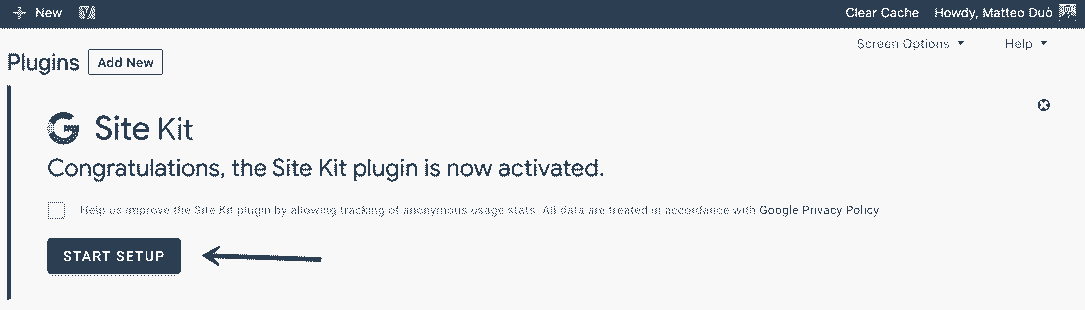 New
Clear Cache Howdy, Matteo Duò
Screen Options Help
Plugins Add New
Site Kit
Congratulations, the Site Kit plugin is now activated.
Help us improve the Site Kit plugin by allowing tracking of anonymous usage stats. All data are treated in accordance with Google Privacy Policy
START SETUP